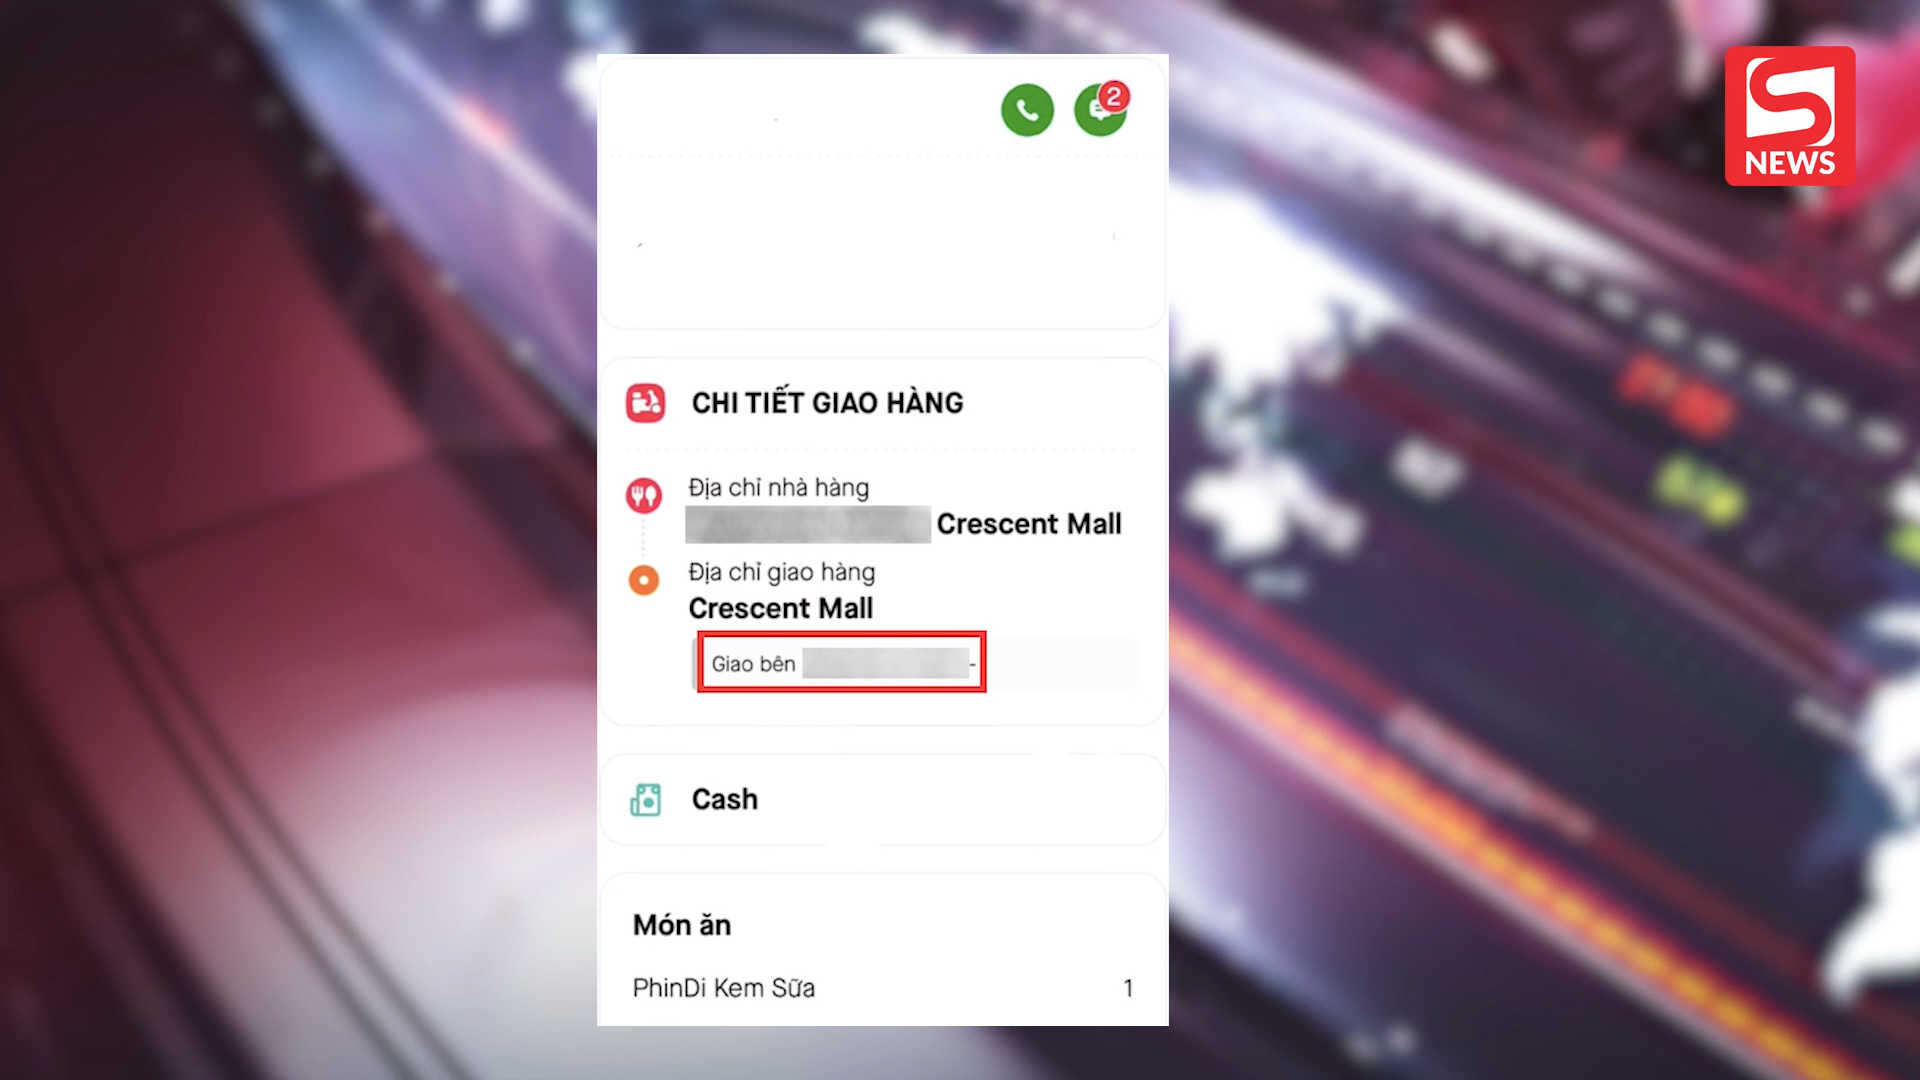 2
NEWS
CHI TIẾT GIAO HÀNG
Địa chỉ nhà hàng
Crescent Mall
Địa chỉ giao hàng
Crescent Mall
Giao bên -
Cash
Món ăn
PhinDi Kem Sữa 1